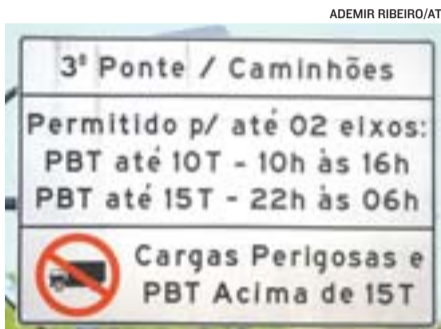 ADEMIR RIBEIRO/AT
3ª Ponte / Caminhões
Permitido p/ até 02 eixos:
PBT até 10T - 10h às 16h
PBT até 15T - 22h às 06h
Cargas Perigosas e
PBT Acima de 15T